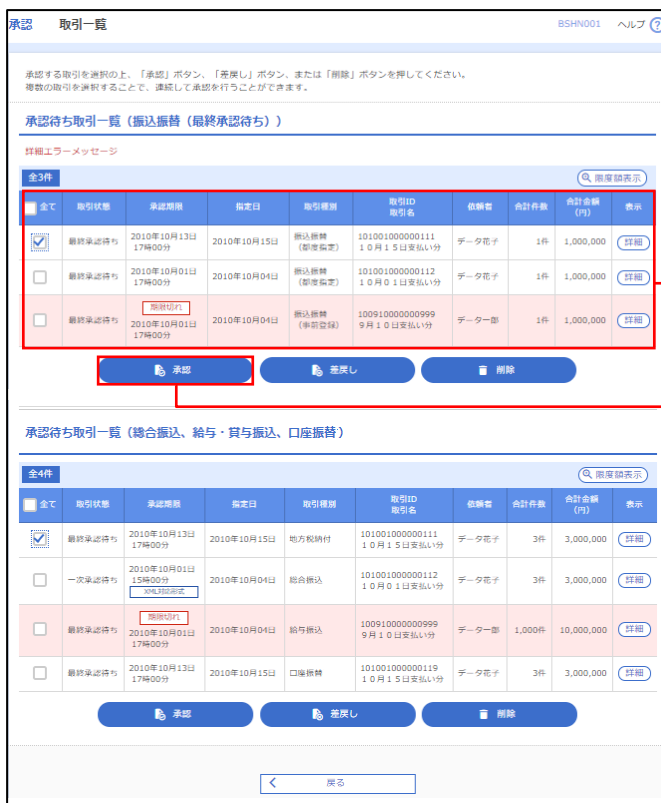 承認 取引一覧 BSHN001 ヘルプ ?
承認する取引を選択の上、「承認」ボタン、「差戻し」ボタン、または「削除」ボタンを押してください。
複数の取引を選択することで、連続して承認を行うことができます。
承認待ち取引一覧（振込振替（最終承認待ち））
詳細エラーメッセージ
全3件 限度額表示
全て 取引状態 承認期限 指定日 取引種別 取引ID 取引名 依頼者 合計件数 合計金額(円) 表示
最終承認待ち 2010年10月13日 17時00分 2010年10月15日 振込振替（都度指定） 101001000000111 １０月１５日支払い分 データ花子 1件 1,000,000 詳細
最終承認待ち 2010年10月01日 17時00分 2010年10月04日 振込振替（都度指定） 101001000000112 １０月０１日支払い分 データ花子 1件 1,000,000 詳細
最終承認待ち 期限切れ 2010年10月01日 17時00分 2010年10月04日 振込振替（事前登録） 100910000000999 ９月１０日支払い分 データ一郎 1件 1,000,000 詳細
承認 差戻し 削除
承認待ち取引一覧（総合振込、給与・賞与振込、口座振替）
全4件 限度額表示
全て 取引状態 承認期限 指定日 取引種別 取引ID 取引名 依頼者 合計件数 合計金額(円) 表示
最終承認待ち 2010年10月13日 17時00分 2010年10月15日 地方税納付 101001000000111 １０月１５日支払い分 データ花子 3件 3,000,000 詳細
一次承認待ち 2010年10月01日 15時00分 XML対応形式 2010年10月04日 総合振込 101001000000112 １０月０１日支払い分 データ花子 3件 3,000,000 詳細
最終承認待ち 期限切れ 2010年10月01日 17時00分 2010年10月04日 給与振込 100910000000999 ９月１０日支払い分 データ一郎 1,000件 10,000,000 詳細
最終承認待ち 2010年10月13日 17時00分 2010年10月15日 口座振替 101001000000119 １０月１５日支払い分 データ花子 3件 3,000,000 詳細
承認 差戻し 削除
戻る